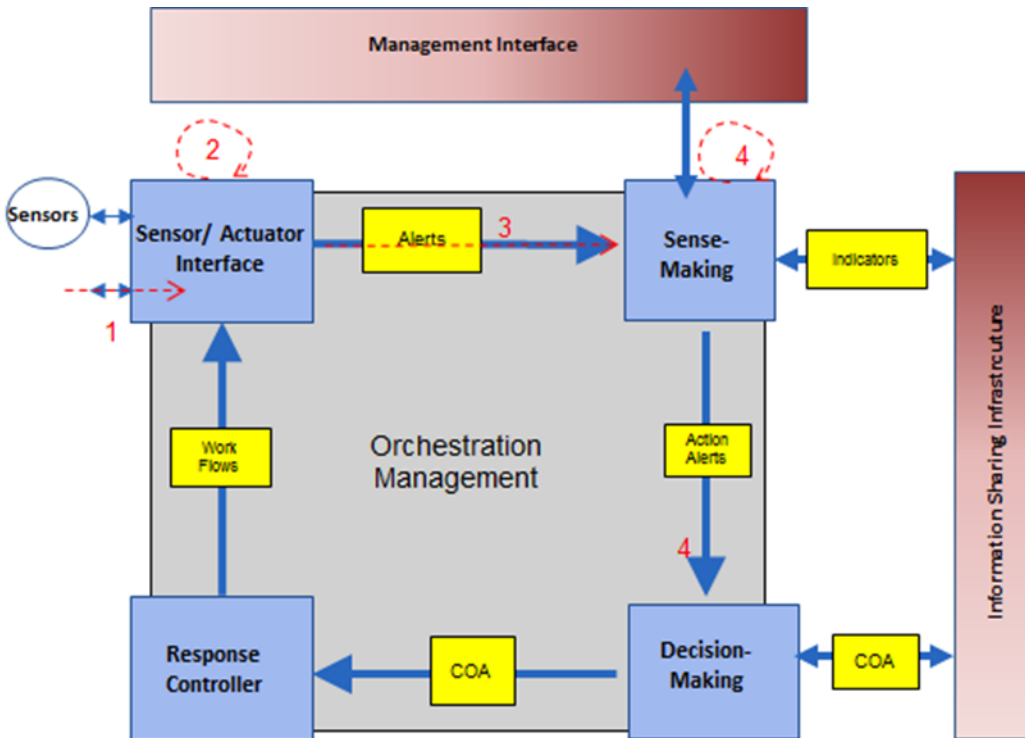 Management Interface
2
4
Sensors
Sensor/ Actuator
Interface
Alerts
3
Sense-
Making
Indicators
1
Work
Flows
Orchestration
Management
Action
Alerts
4
Information Sharing Infrastrcuture
Response
Controller
COA
Decision-
Making
COA